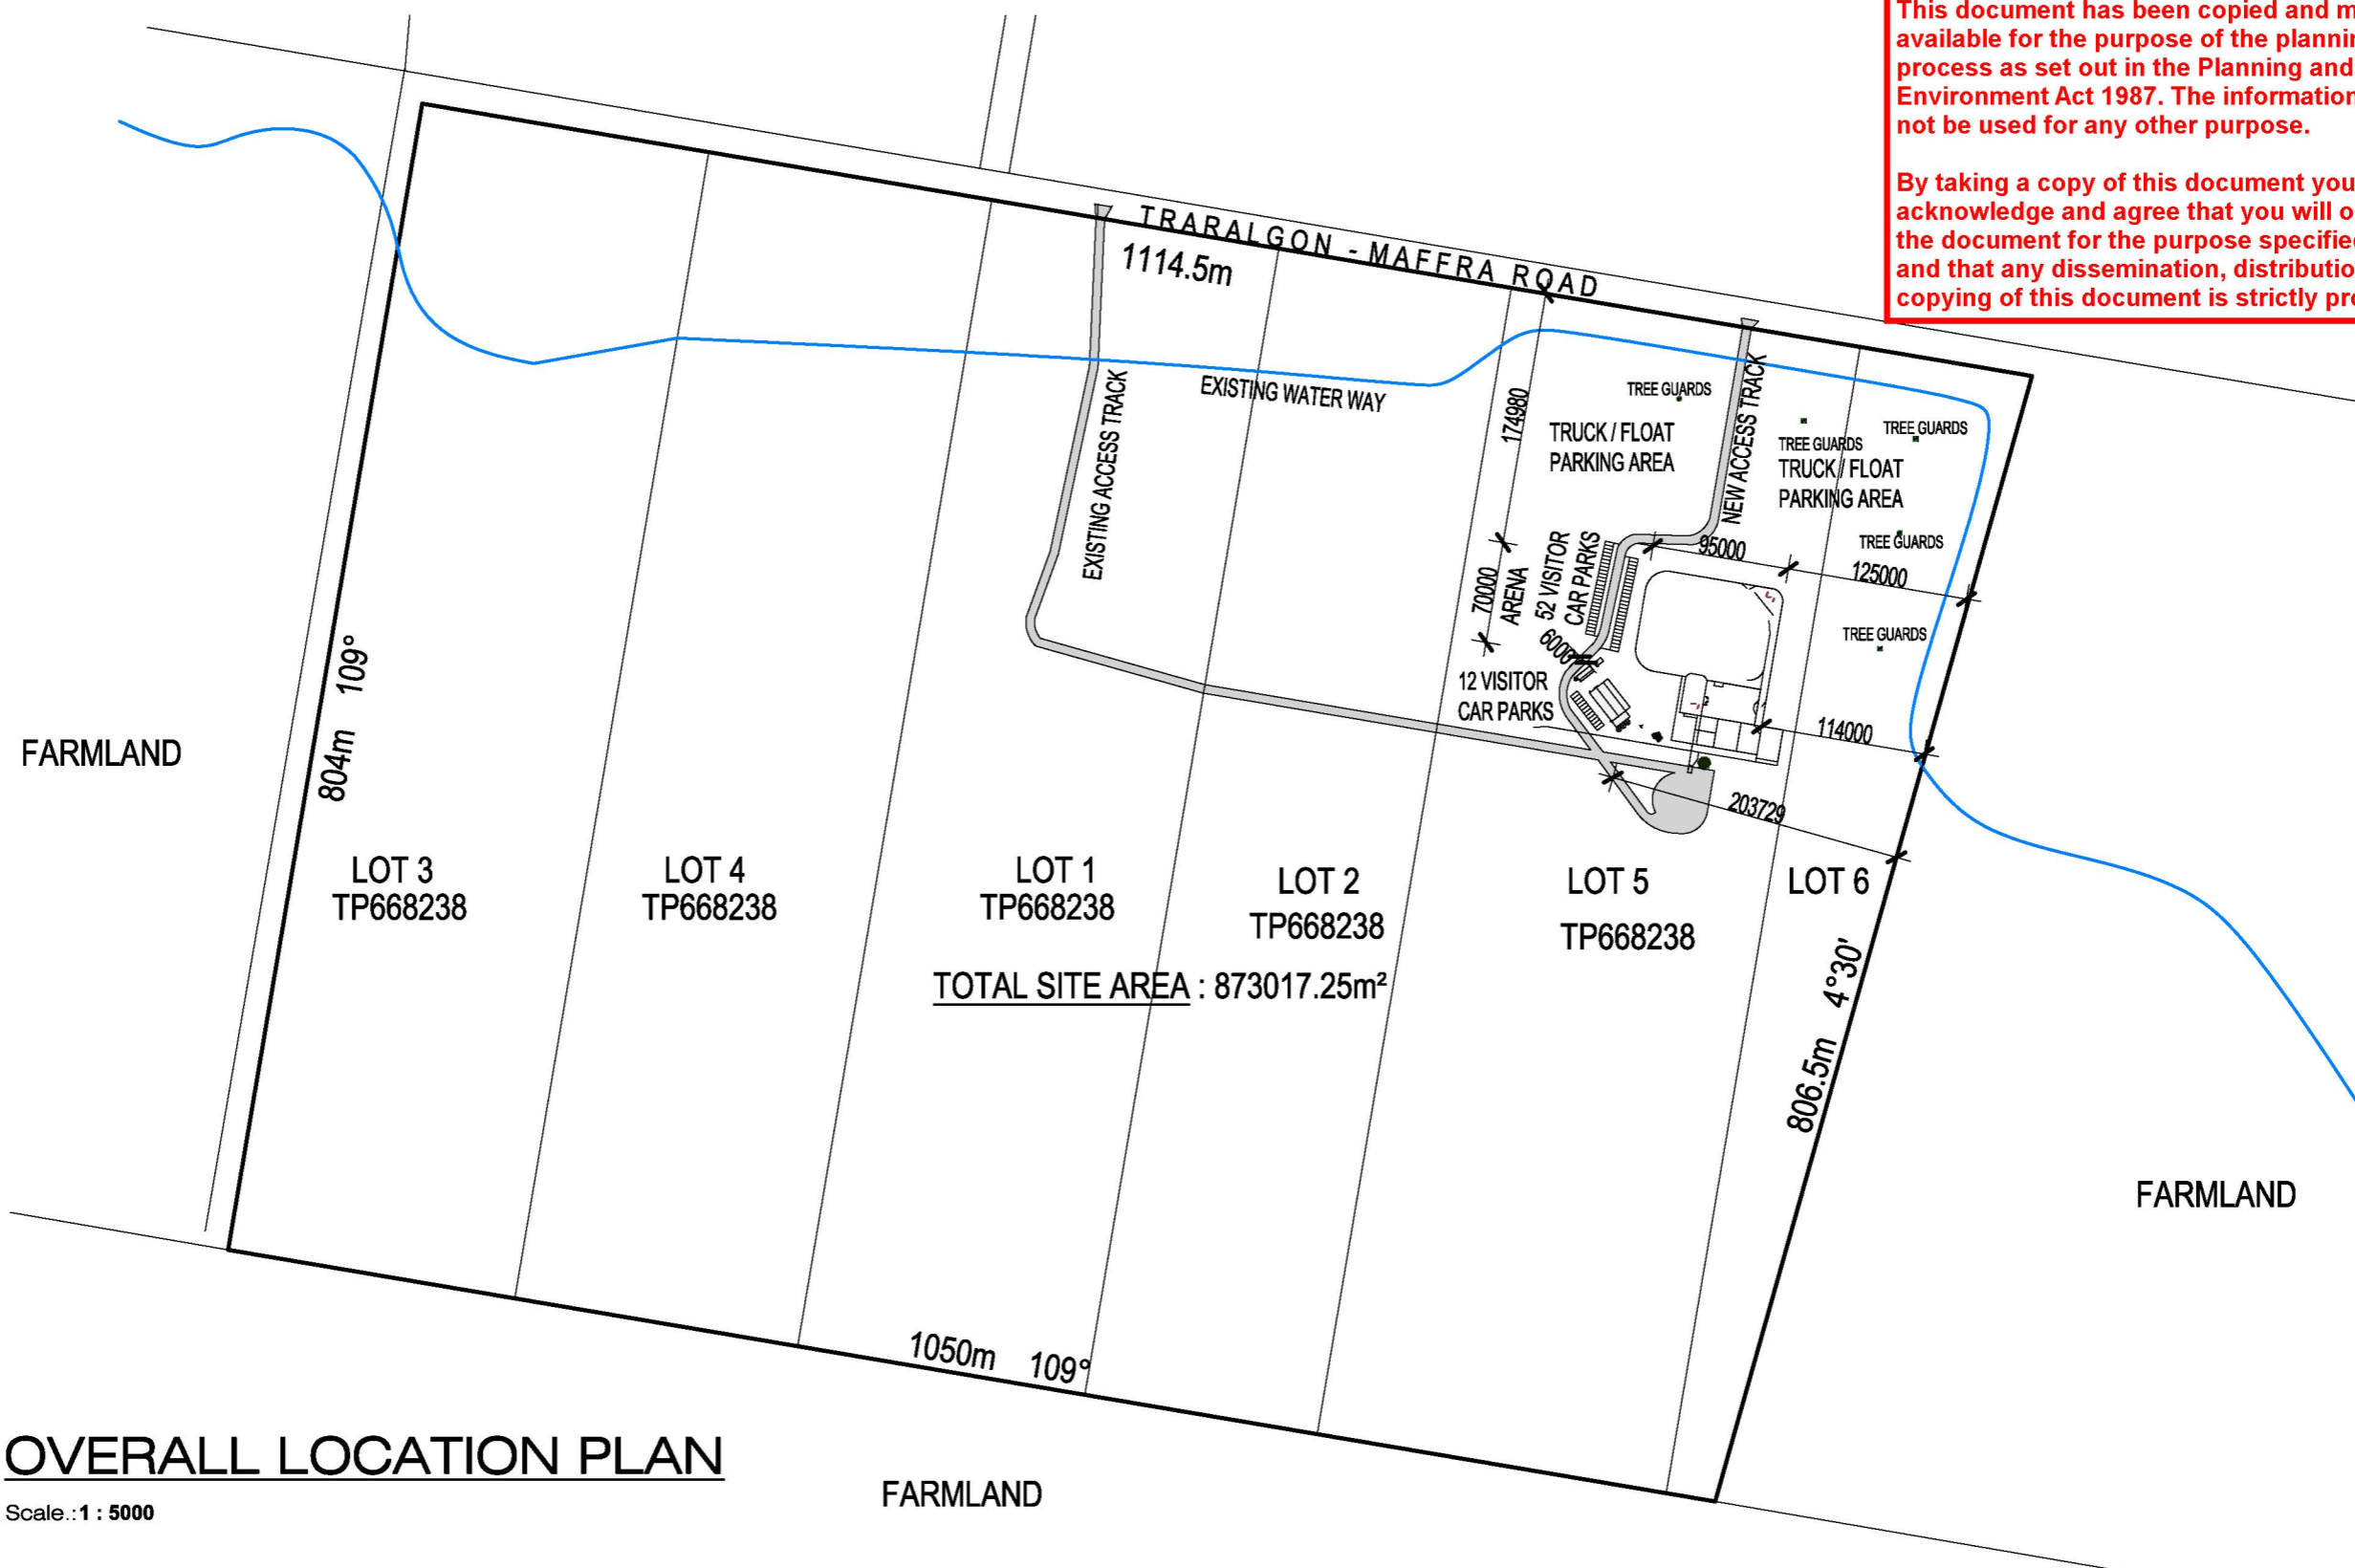 This document has been copied and m
available for the purpose of the plannin
process as set out in the Planning and
Environment Act 1987. The information
not be used for any other purpose.
By taking a copy of this document you
acknowledge and agree that you will o
the document for the purpose specified
and that any dissemination, distributio
copying of this document is strictly pro
TRARALGON - MAFFRA ROAD
1114.5m
EXISTING WATER WAY
EXISTING ACCESS TRACK
174980
TREE GUARDS
TRUCK / FLOAT
PARKING AREA
NEW ACCESS TRACK
TREE GUARDS
TREE GUARDS
TRUCK / FLOAT
PARKING AREA
TREE GUARDS
95000
125000
70000
ARENA
52 VISITOR
CAR PARKS
6000
TREE GUARDS
12 VISITOR
CAR PARKS
114000
203729
804m 109°
FARMLAND
LOT 3
TP668238
LOT 4
TP668238
LOT 1
TP668238
LOT 2
TP668238
LOT 5
TP668238
LOT 6
TOTAL SITE AREA : 873017.25m²
806.5m 4°30'
FARMLAND
1050m 109°
OVERALL LOCATION PLAN
Scale.:1 : 5000
FARMLAND